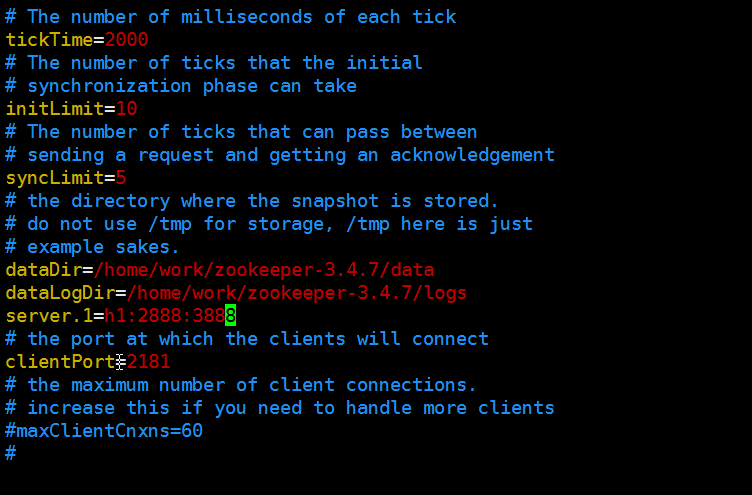 # The number of milliseconds of each tick
tickTime=2000
# The number of ticks that the initial
# synchronization phase can take
initLimit=10
# The number of ticks that can pass between
# sending a request and getting an acknowledgement
syncLimit=5
# the directory where the snapshot is stored.
# do not use /tmp for storage, /tmp here is just
# example sakes.
dataDir=/home/work/zookeeper-3.4.7/data
dataLogDir=/home/work/zookeeper-3.4.7/logs
server.1=h1:2888:3888
# the port at which the clients will connect
clientPort=2181
# the maximum number of client connections.
# increase this if you need to handle more clients
#maxClientCnxns=60
#